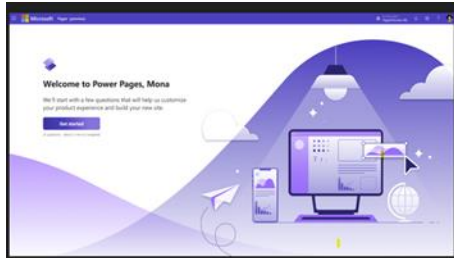 Microsoft Power Pages
Welcome to Power Pages, Mona
We'll start with a few questions that will help us customize
your product experience and build your new site.
Get started